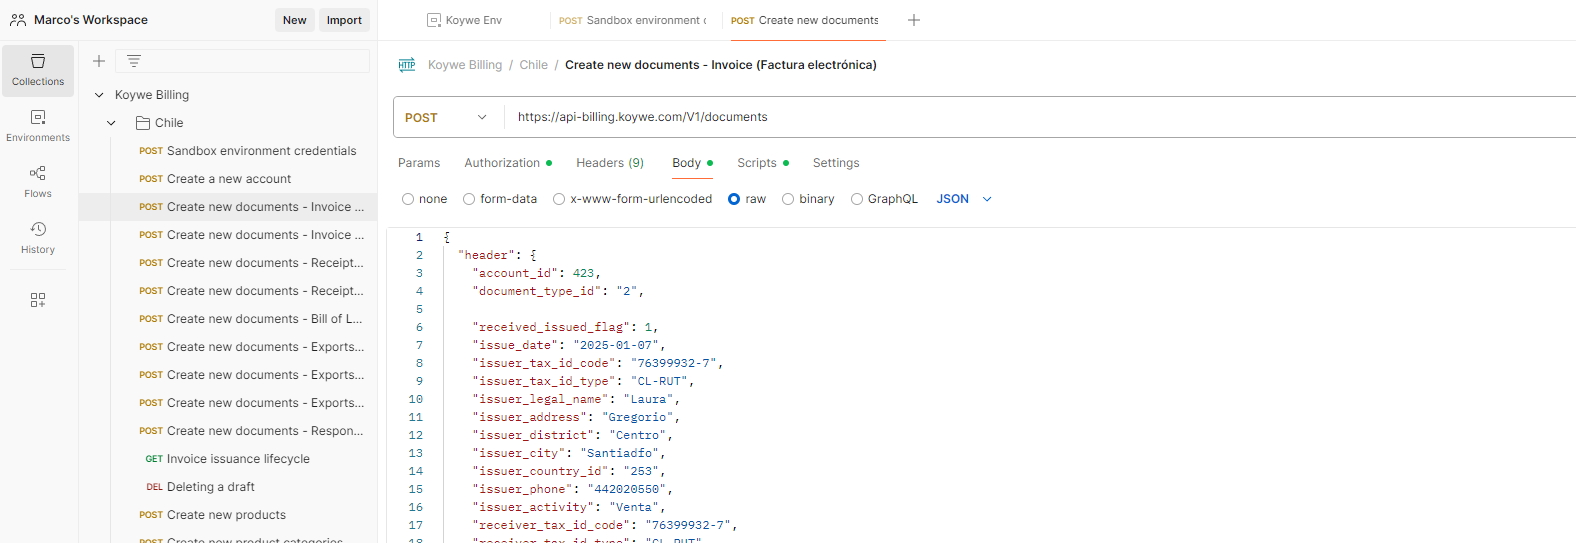 Marco's Workspace
New
Import
Koywe Env
POST Sandbox environment c
POST Create new documents
Collections
Environments
Flows
History
Koywe Billing
Chile
POST Sandbox environment credentials
POST Create a new account
POST Create new documents - Invoice ...
POST Create new documents - Invoice ...
POST Create new documents - Receipt...
POST Create new documents - Receipt...
POST Create new documents - Bill of L...
POST Create new documents - Exports...
POST Create new documents - Exports...
POST Create new documents - Exports...
POST Create new documents - Respon...
GET Invoice issuance lifecycle
DEL Deleting a draft
POST Create new products
POST Create new product categories
HTTP Koywe Billing / Chile / Create new documents - Invoice (Factura electrónica)
POST https://api-billing.koywe.com/V1/documents
Params Authorization Headers (9) Body Scripts Settings
none form-data x-www-form-urlencoded raw binary GraphQL JSON
1 {
2 "header": {
3 "account_id": 423,
4 "document_type_id": "2",
5
6 "received_issued_flag": 1,
7 "issue_date": "2025-01-07",
8 "issuer_tax_id_code": "76399932-7",
9 "issuer_tax_id_type": "CL-RUT",
10 "issuer_legal_name": "Laura",
11 "issuer_address": "Gregorio",
12 "issuer_district": "Centro",
13 "issuer_city": "Santiadfo",
14 "issuer_country_id": "253",
15 "issuer_phone": "442020550",
16 "issuer_activity": "Venta",
17 "receiver_tax_id_code": "76399932-7",
18 "receiver_tax_id_type": "CL-RUT",